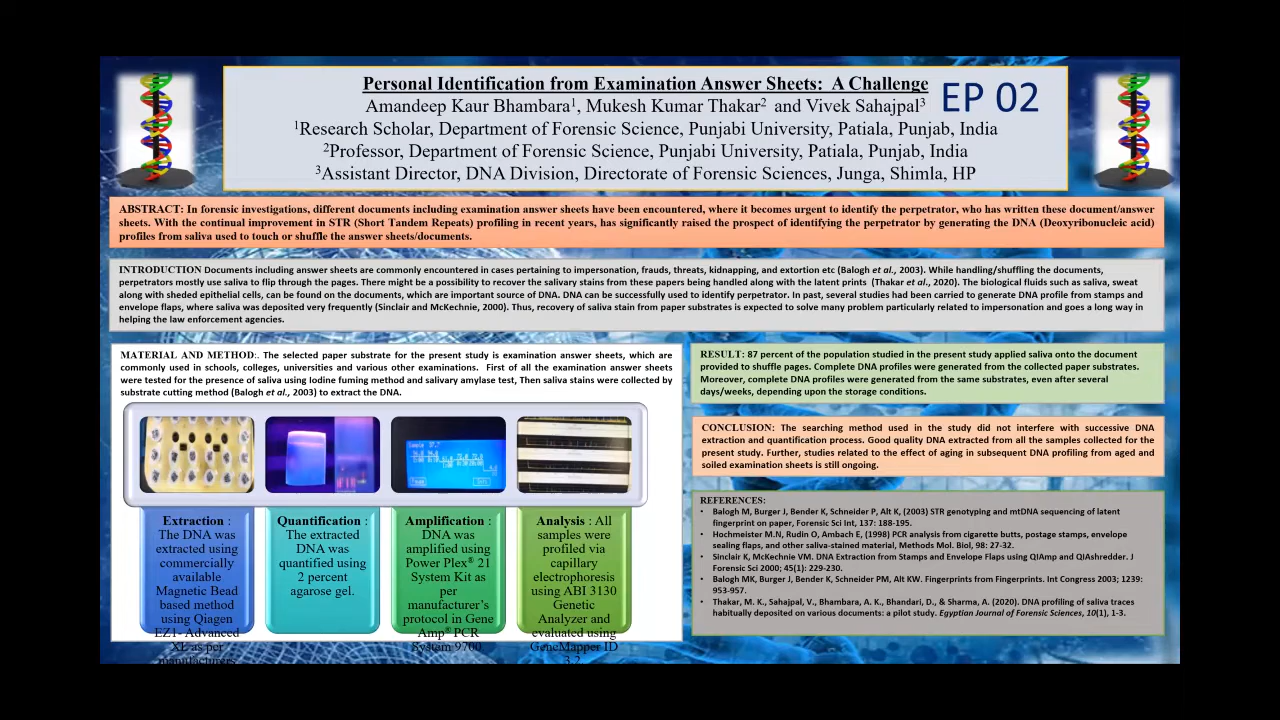 Personal Identification from Examination Answer Sheets:  A Challenge
EP 02
Amandeep Kaur Bhambara¹, Mukesh Kumar Thakar²  and Vivek Sahajpal³
¹Research Scholar, Department of Forensic Science, Punjabi University, Patiala, Punjab, India
²Professor, Department of Forensic Science, Punjabi University, Patiala, Punjab, India
³Assistant Director, DNA Division, Directorate of Forensic Sciences, Junga, Shimla, HP
ABSTRACT: In forensic investigations, different documents including examination answer sheets have been encountered, where it becomes urgent to identify the perpetrator, who has written these document/answer
sheets. With the continual improvement in STR (Short Tandem Repeats) profiling in recent years, has significantly raised the prospect of identifying the perpetrator by generating the DNA (Deoxyribonucleic acid)
profiles from saliva used to touch or shuffle the answer sheets/documents.
INTRODUCTION Documents including answer sheets are commonly encountered in cases pertaining to impersonation, frauds, threats, kidnapping, and extortion etc (Balogh et al., 2003). While handling/shuffling the documents,
perpetrators mostly use saliva to flip through the pages. There might be a possibility to recover the salivary stains from these papers being handled along with the latent prints  (Thakar et al., 2020). The biological fluids such as saliva, sweat
along with sheded epithelial cells, can be found on the documents, which are important source of DNA. DNA can be successfully used to identify perpetrator. In past, several studies had been carried to generate DNA profile from stamps and
envelope flaps, where saliva was deposited very frequently (Sinclair and McKechnie, 2000). Thus, recovery of saliva stain from paper substrates is expected to solve many problem particularly related to impersonation and goes a long way in
helping the law enforcement agencies.
MATERIAL AND METHOD:. The selected paper substrate for the present study is examination answer sheets, which are
commonly used in schools, colleges, universities and various other examinations.  First of all the examination answer sheets
were tested for the presence of saliva using Iodine fuming method and salivary amylase test, Then saliva stains were collected by
substrate cutting method (Balogh et al., 2003) to extract the DNA.
Extraction :
The DNA was
extracted using
commercially
available
Magnetic Bead
based method
using Qiagen
EZ1- Advanced
XL as per
manufacturers
Quantification :
The extracted
DNA was
quantified using
2 percent
agarose gel.
Amplification :
DNA was
amplified using
Power Plex® 21
System Kit as
per
manufacturer's
protocol in Gene
Amp® PCR
System 9700.
Analysis : All
samples were
profiled via
capillary
electrophoresis
using ABI 3130
Genetic
Analyzer and
evaluated using
GeneMapper ID
3.2
RESULT: 87 percent of the population studied in the present study applied saliva onto the document
provided to shuffle pages. Complete DNA profiles were generated from the collected paper substrates.
Moreover, complete DNA profiles were generated from the same substrates, even after several
days/weeks, depending upon the storage conditions.
CONCLUSION: The searching method used in the study did not interfere with successive DNA
extraction and quantification process. Good quality DNA extracted from all the samples collected for the
present study. Further, studies related to the effect of aging in subsequent DNA profiling from aged and
soiled examination sheets is still ongoing.
REFERENCES:
• Balogh M, Burger J, Bender K, Schneider P, Alt K, (2003) STR genotyping and mtDNA sequencing of latent
fingerprint on paper, Forensic Sci Int, 137: 188-195.
• Hochmeister M.N, Rudin O, Ambach E, (1998) PCR analysis from cigarette butts, postage stamps, envelope
sealing flaps, and other saliva-stained material, Methods Mol. Biol, 98: 27-32.
• Sinclair K, McKechnie VM. DNA Extraction from Stamps and Envelope Flaps using QIAmp and QIAshredder. J
Forensic Sci 2000; 45(1): 229-230.
• Balogh MK, Burger J, Bender K, Schneider PM, Alt KW. Fingerprints from Fingerprints. Int Congress 2003; 1239:
953-957.
• Thakar, M. K., Sahajpal, V., Bhambara, A. K., Bhandari, D., & Sharma, A. (2020). DNA profiling of saliva traces
habitually deposited on various documents: a pilot study. Egyptian Journal of Forensic Sciences, 10(1), 1-3.